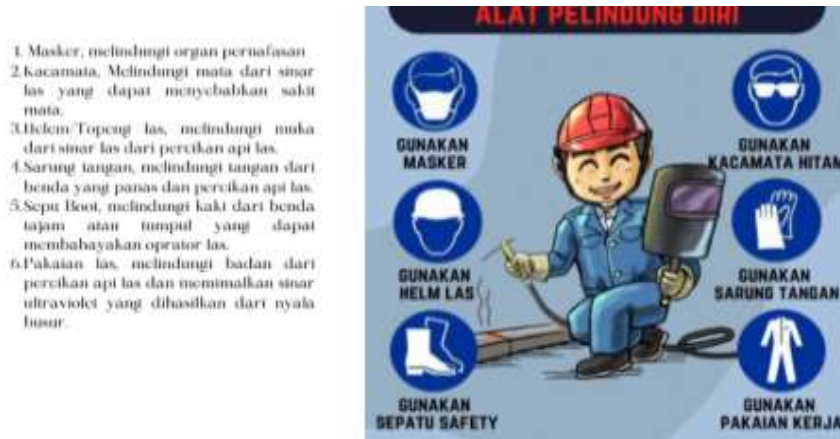 1. Masker, melindungi organ pernafasan
2. Kacamata, Melindungi mata dari sinar
las yang dapat menyebabkan sakit
mata.
3. Helem/Topeng las, melindungi muka
dari sinar las dari percikan api las.
4. Sarung tangan, melindungi tangan dari
benda yang panas dan percikan api las.
5. Sepu Boot, melindungi kaki dari benda
tajam atau tumpul yang dapat
membahayakan oprator las.
6. Pakaian las, melindungi badan dari
percikan api las dan memimalkan sinar
ultraviolet yang dihasilkan dari nyala
busur.
ALAT PELINDUNG DIRI
GUNAKAN
MASKER
GUNAKAN
KACAMATA HITAM
GUNAKAN
HELM LAS
GUNAKAN
SARUNG TANGAN
GUNAKAN
SEPATU SAFETY
GUNAKAN
PAKAIAN KERJA